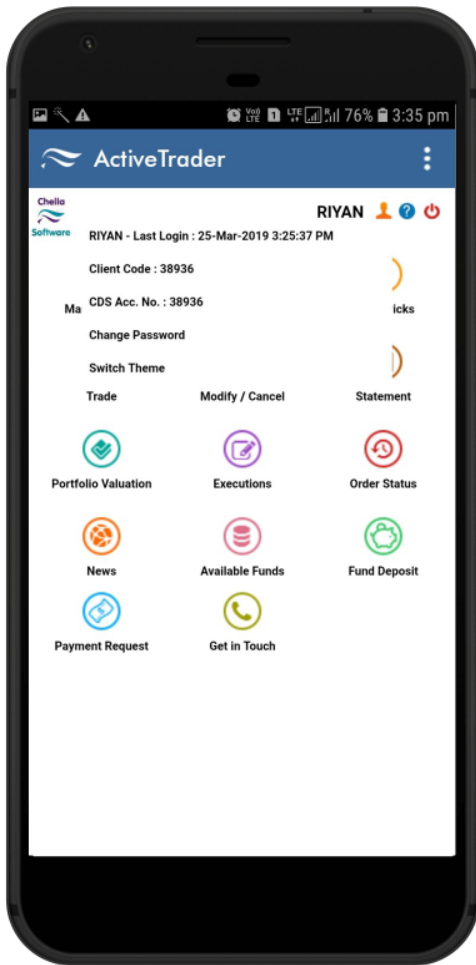 VoD LTE 1 LTE R 76% 3:35 pm
ActiveTrader
Chella
Software
RIYAN
RIYAN - Last Login : 25-Mar-2019 3:25:37 PM
Client Code : 38936
CDS Acc. No. : 38936
Ma icks
Change Password
Switch Theme
Trade Modify / Cancel Statement
Portfolio Valuation Executions Order Status
News Available Funds Fund Deposit
Payment Request Get in Touch